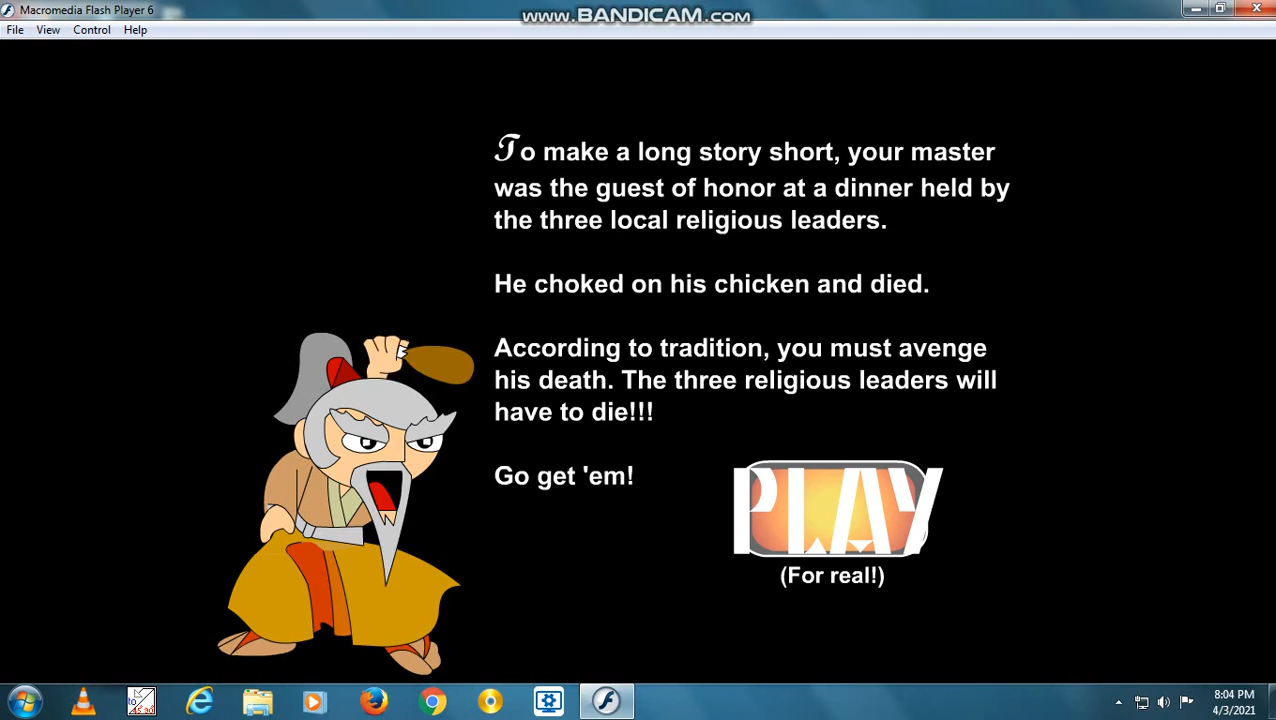 Macromedia Flash Player 6
www.BANDICAM.com
File View Control Help
To make a long story short, your master
was the guest of honor at a dinner held by
the three local religious leaders.
He choked on his chicken and died.
According to tradition, you must avenge
his death. The three religious leaders will
have to die!!!
Go get 'em!
PLAY
(For real!)
8:04 PM
4/3/2021